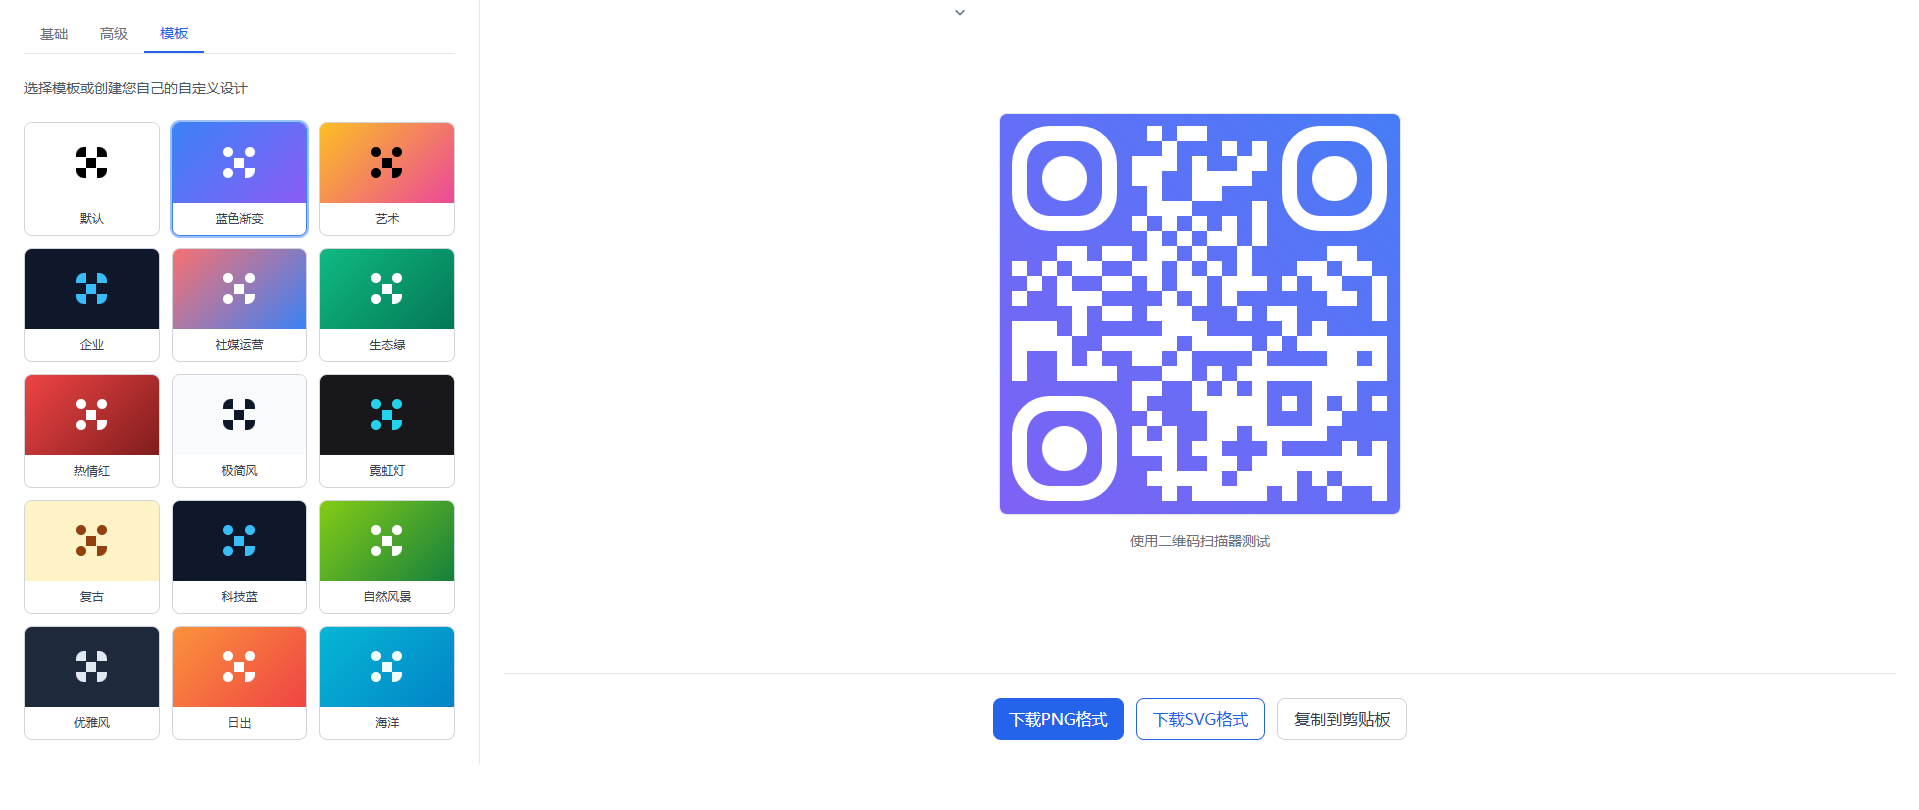 基础 高级 模板
选择模板或创建您自己的自定义设计
默认 蓝色渐变 艺术
企业 社媒运营 生态绿
热情红 极简风 霓虹灯
复古 科技蓝 自然风景
优雅风 日出 海洋
使用二维码扫描器测试
下载PNG格式 下载SVG格式 复制到剪贴板